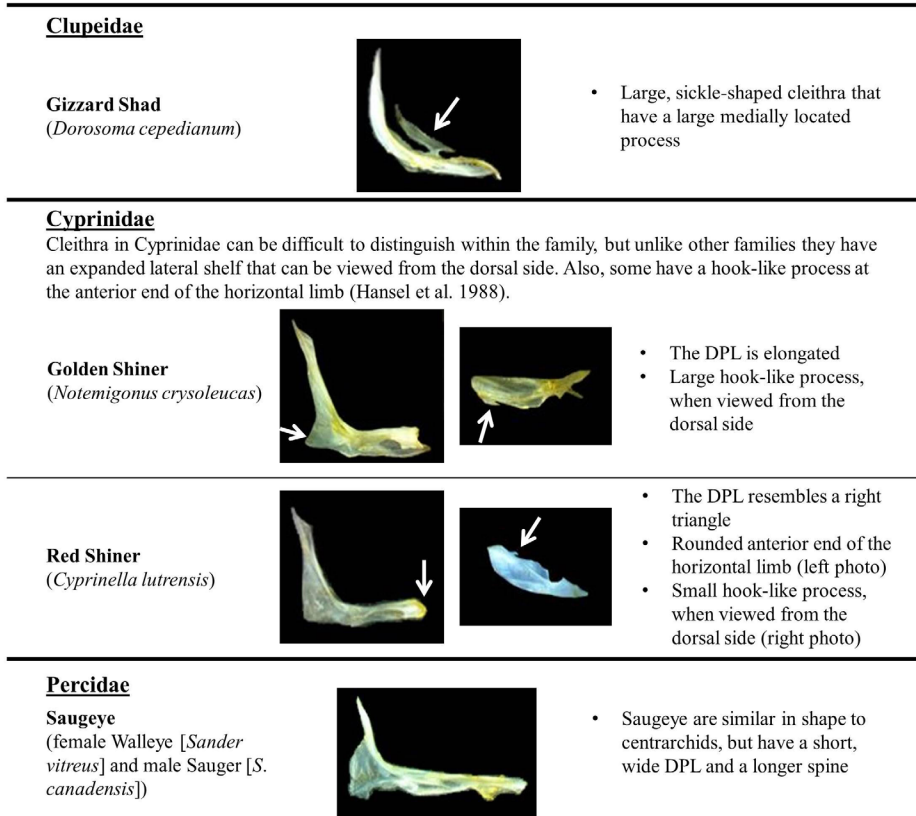 Clupeidae
Gizzard Shad
(Dorosoma cepedianum)
• Large, sickle-shaped cleithra that
have a large medially located
process
Cyprinidae
Cleithra in Cyprinidae can be difficult to distinguish within the family, but unlike other families they have
an expanded lateral shelf that can be viewed from the dorsal side. Also, some have a hook-like process at
the anterior end of the horizontal limb (Hansel et al. 1988).
Golden Shiner
(Notemigonus crysoleucas)
• The DPL is elongated
• Large hook-like process,
when viewed from the
dorsal side
Red Shiner
(Cyprinella lutrensis)
• The DPL resembles a right
triangle
• Rounded anterior end of the
horizontal limb (left photo)
• Small hook-like process,
when viewed from the
dorsal side (right photo)
Percidae
Saugeye
(female Walleye [Sander
vitreus] and male Sauger [S.
canadensis])
• Saugeye are similar in shape to
centrarchids, but have a short,
wide DPL and a longer spine